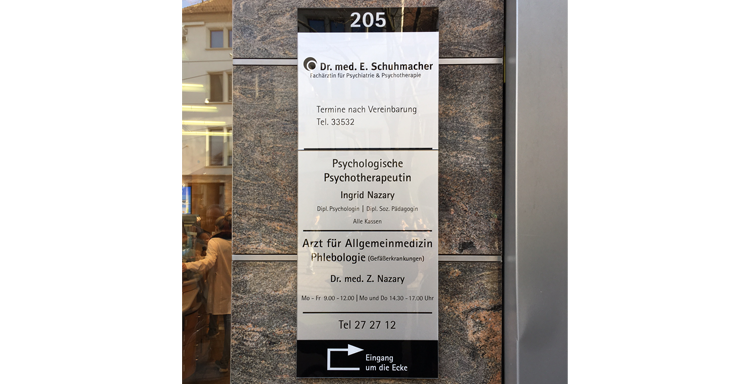 205
Dr. med. E. Schuhmacher
Fachärztin für Psychiatrie & Psychotherapie
Termine nach Vereinbarung
Tel. 33532
Psychologische
Psychotherapeutin
Ingrid Nazary
Dipl. Psychologin | Dipl. Soz. Pädagogin
Alle Kassen
Arzt für Allgemeinmedizin
Phlebologie (Gefäßerkrankungen)
Dr. med. Z. Nazary
Mo - Fr 9.00 - 12.00 | Mo und Do 14.30 - 17.00 Uhr
Tel 27 27 12
Eingang
um die Ecke